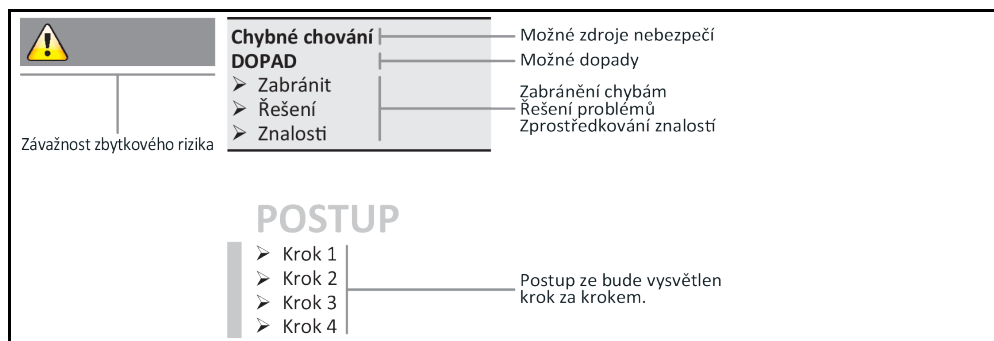 Chybné chování
DOPAD
Zabránit
Řešení
Znalosti
Možné zdroje nebezpečí
Možné dopady
Zabránění chybám
Řešení problémů
Zprostředkování znalostí
Závažnost zbytkového rizika
POSTUP
Krok 1
Krok 2
Krok 3
Krok 4
Postup ze bude vysvětlen
krok za krokem.